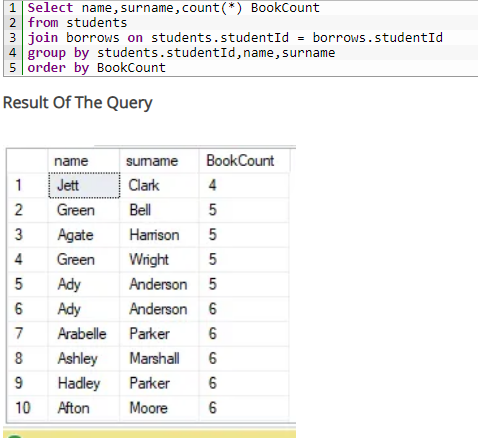 1 Select name,surname,count(*) BookCount
2 from students
3 join borrows on students.studentId = borrows.studentId
4 group by students.studentId,name,surname
5 order by BookCount
Result Of The Query
name surname BookCount
1 Jett Clark 4
2 Green Bell 5
3 Agate Harrison 5
4 Green Wright 5
5 Ady Anderson 5
6 Ady Anderson 6
7 Arabelle Parker 6
8 Ashley Marshall 6
9 Hadley Parker 6
10 Afton Moore 6